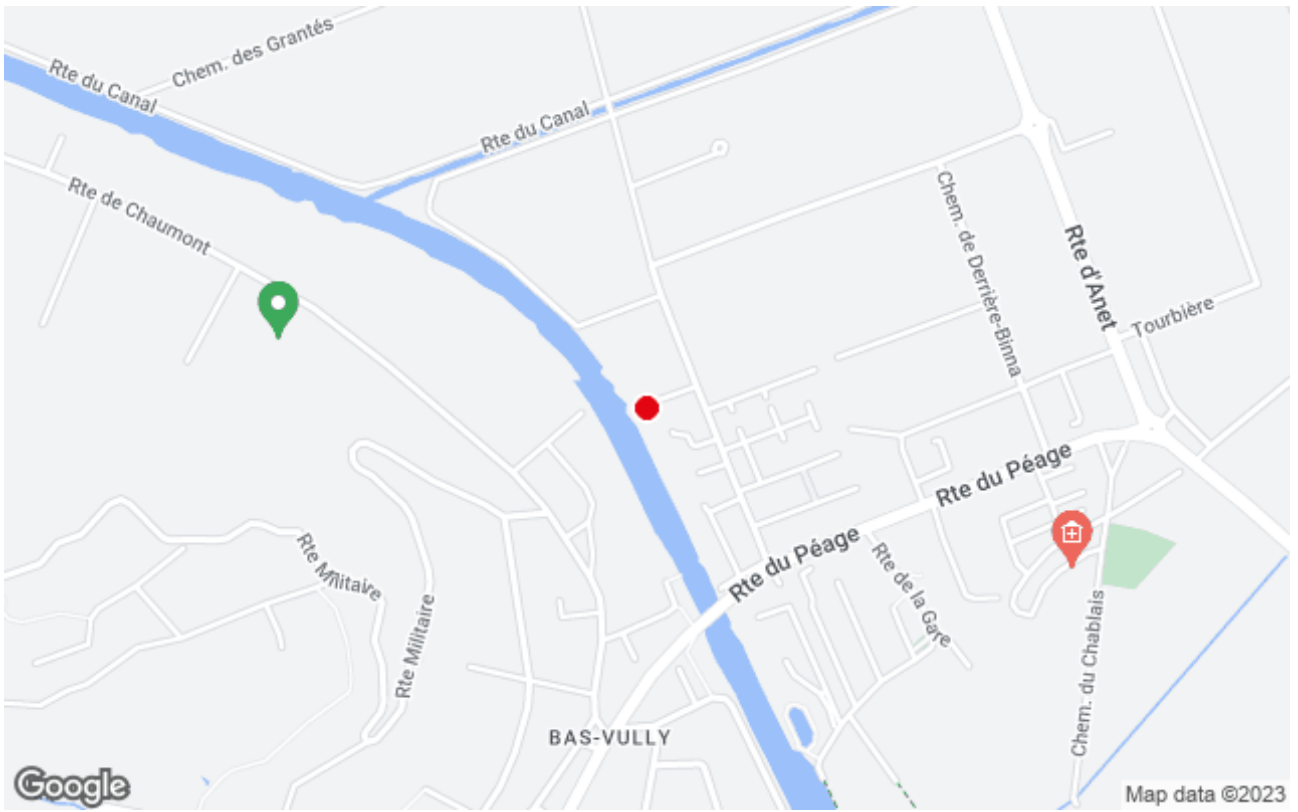 Chem. des Grantés
Rte du Canal
Rte du Canal
Rte de Chaumont
Chem. de Derrière-Binna
Rte d'Anet
Tourbière
Rte du Péage
Rte du Péage
Rte Militaire
Rte Militaire
Rte de la Gare
Chem. du Chablais
BAS-VULLY
Google
Map data ©2023